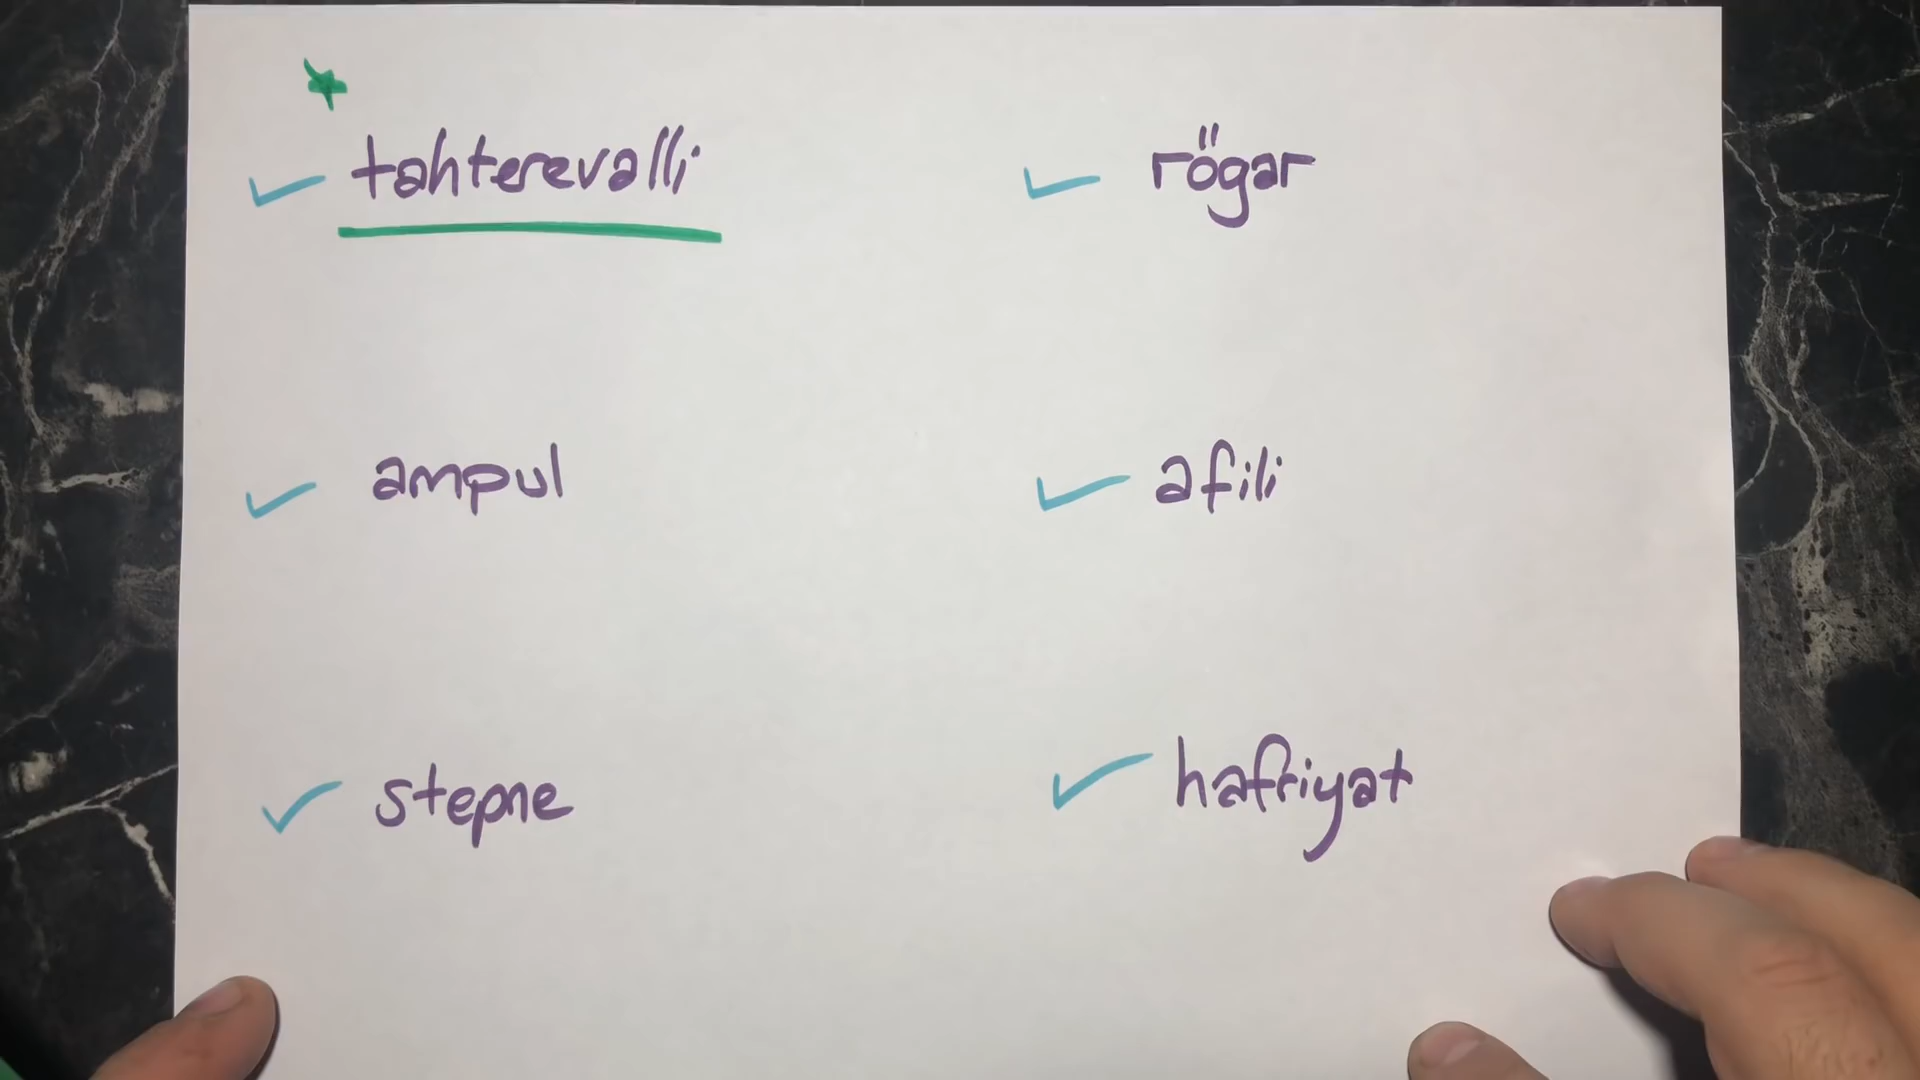 tahterevalli
rögar
ampul
afili
stepne
hafriyat